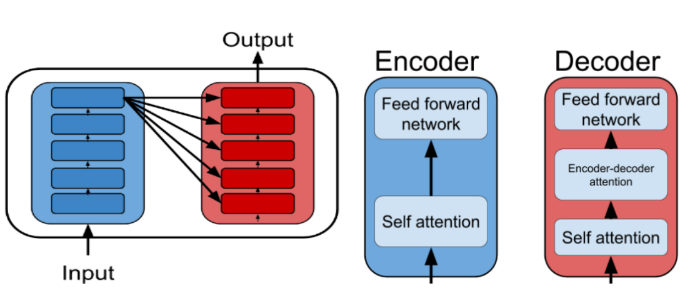 Output
Input
Encoder
Feed forward
network
Self attention
Decoder
Feed forward
network
Encoder-decoder
attention
Self attention